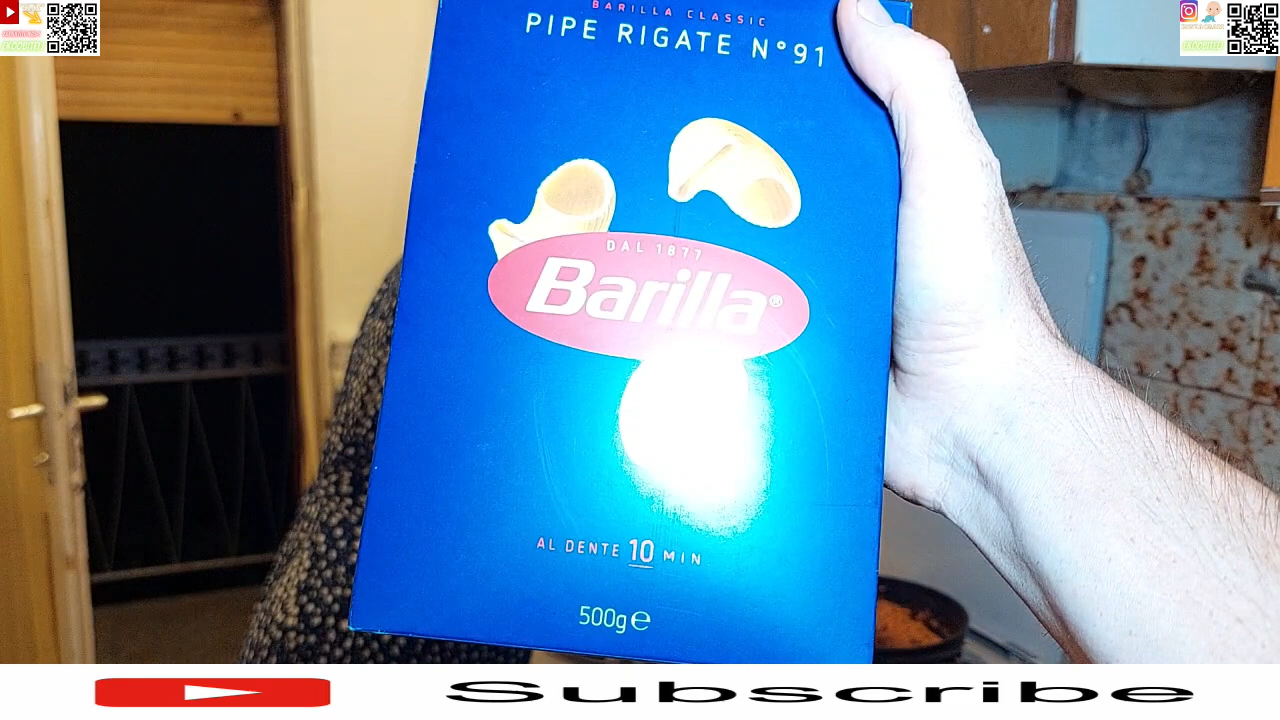 BARILLA CLASSIC
PIPE RIGATE N°91
DAL 1877
Barilla®
AL DENTE 10 MIN
500g e
Subscribe